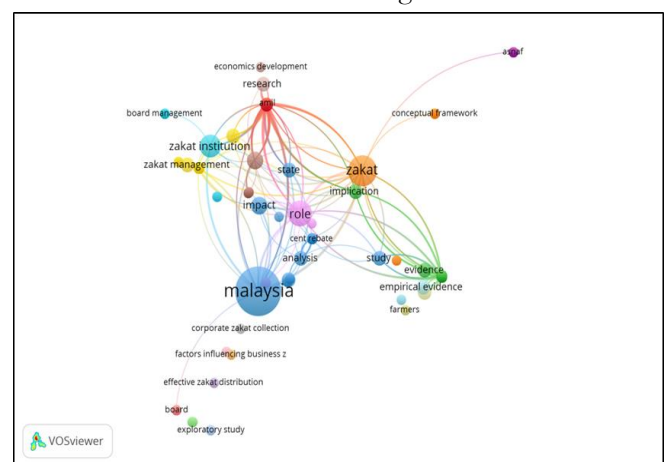 asnaf
economics development
research
amil
board management
conceptual framework
zakat institution
zakat management
state
zakat
implication
impact
role
cent rebate
analysis
study
evidence
malaysia
empirical evidence
farmers
corporate zakat collection
factors influencing business z
effective zakat distribution
board
exploratory study
VOSviewer